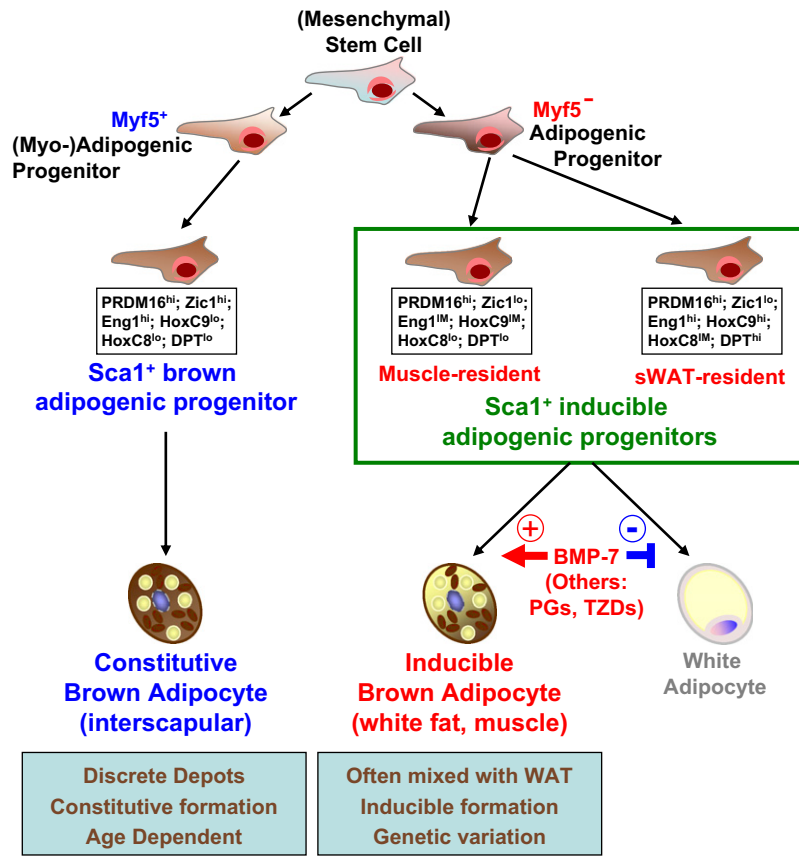 (Mesenchymal)
Stem Cell
Myf5⁺
(Myo-)Adipogenic
Progenitor
Myf5⁻
Adipogenic
Progenitor
PRDM16ʰⁱ; Zic1ʰⁱ;
Eng1ʰⁱ; HoxC9ˡᵒ;
HoxC8ˡᵒ; DPTˡᵒ
Sca1⁺ brown
adipogenic progenitor
PRDM16ʰⁱ; Zic1ˡᵒ;
Eng1ᴵᴹ; HoxC9ᴵᴹ;
HoxC8ˡᵒ; DPTˡᵒ
Muscle-resident
PRDM16ʰⁱ; Zic1ˡᵒ;
Eng1ʰⁱ; HoxC9ʰⁱ;
HoxC8ᴵᴹ; DPTʰⁱ
sWAT-resident
Sca1⁺ inducible
adipogenic progenitors
+
-
BMP-7
(Others:
PGs, TZDs)
Constitutive
Brown Adipocyte
(interscapular)
Inducible
Brown Adipocyte
(white fat, muscle)
White
Adipocyte
Discrete Depots
Constitutive formation
Age Dependent
Often mixed with WAT
Inducible formation
Genetic variation